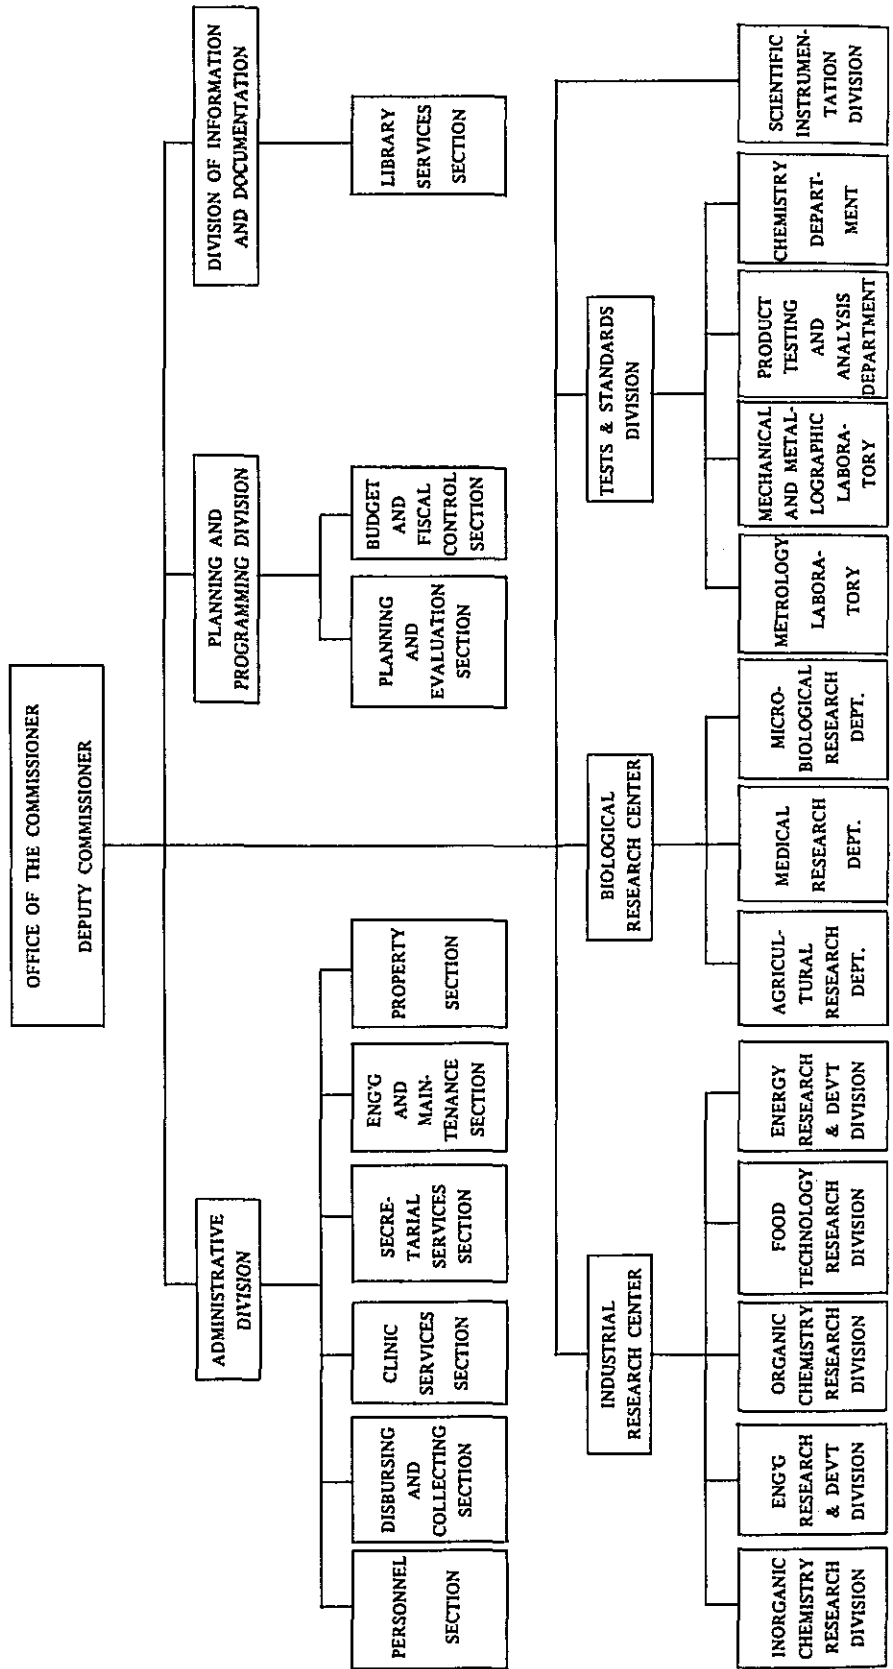 OFFICE OF THE COMMISSIONER
DEPUTY COMMISSIONER
ADMINISTRATIVE
DIVISION
PLANNING AND
PROGRAMMING DIVISION
DIVISION OF INFORMATION
AND DOCUMENTATION
PERSONNEL
SECTION
DISBURSING
AND
COLLECTING
SECTION
CLINIC
SERVICES
SECTION
SECRE-
TARIAL
SERVICES
SECTION
ENG'G
AND
MAIN-
TENANCE
SECTION
PROPERTY
SECTION
PLANNING
AND
EVALUATION
SECTION
BUDGET
AND
FISCAL
CONTROL
SECTION
LIBRARY
SERVICES
SECTION
INDUSTRIAL
RESEARCH CENTER
BIOLOGICAL
RESEARCH CENTER
TESTS & STANDARDS
DIVISION
INORGANIC
CHEMISTRY
RESEARCH
DIVISION
ENG'G
RESEARCH
& DEV'T
DIVISION
ORGANIC
CHEMISTRY
RESEARCH
DIVISION
FOOD
TECHNOLOGY
RESEARCH
DIVISION
ENERGY
RESEARCH
& DEV'T
DIVISION
AGRICUL-
TURAL
RESEARCH
DEPT.
MEDICAL
RESEARCH
DEPT.
MICRO-
BIOLOGICAL
RESEARCH
DEPT.
METROLOGY
LABORA-
TORY
MECHANICAL
AND METAL-
LOGRAPHIC
LABORA-
TORY
PRODUCT
TESTING
AND
ANALYSIS
DEPARTMENT
CHEMISTRY
DEPART-
MENT
SCIENTIFIC
INSTRUMEN-
TATION
DIVISION